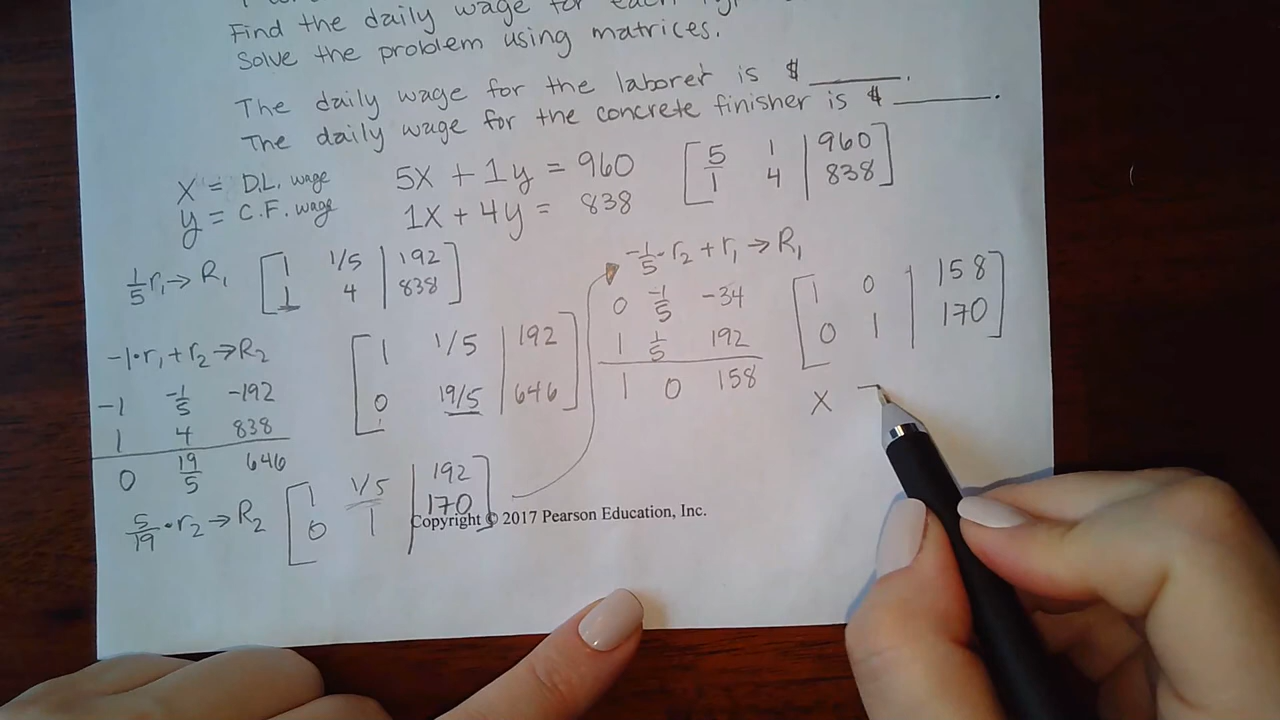 Find the daily wage for each
Solve the problem using matrices.
The daily wage for the laborer is $ ______.
The daily wage for the concrete finisher is $ ______.
x = D.L. wage
y = C.F. wage
5x + 1y = 960
1x + 4y = 838
[5 1 | 960
1 4 | 838]
1/5 r₁ → R₁
[1 1/5 | 192
1 4 | 838]
-1·r₁ + r₂ → R₂
-1 -1/5 -192
1 4 838
0 19/5 646
[1 1/5 | 192
0 19/5 | 646]
5/19 · r₂ → R₂
[1 1/5 | 192
0 1 | 170]
-1/5 · r₂ + r₁ → R₁
0 -1/5 -34
1 1/5 192
1 0 158
[1 0 | 158
0 1 | 170]
x
Copyright © 2017 Pearson Education, Inc.